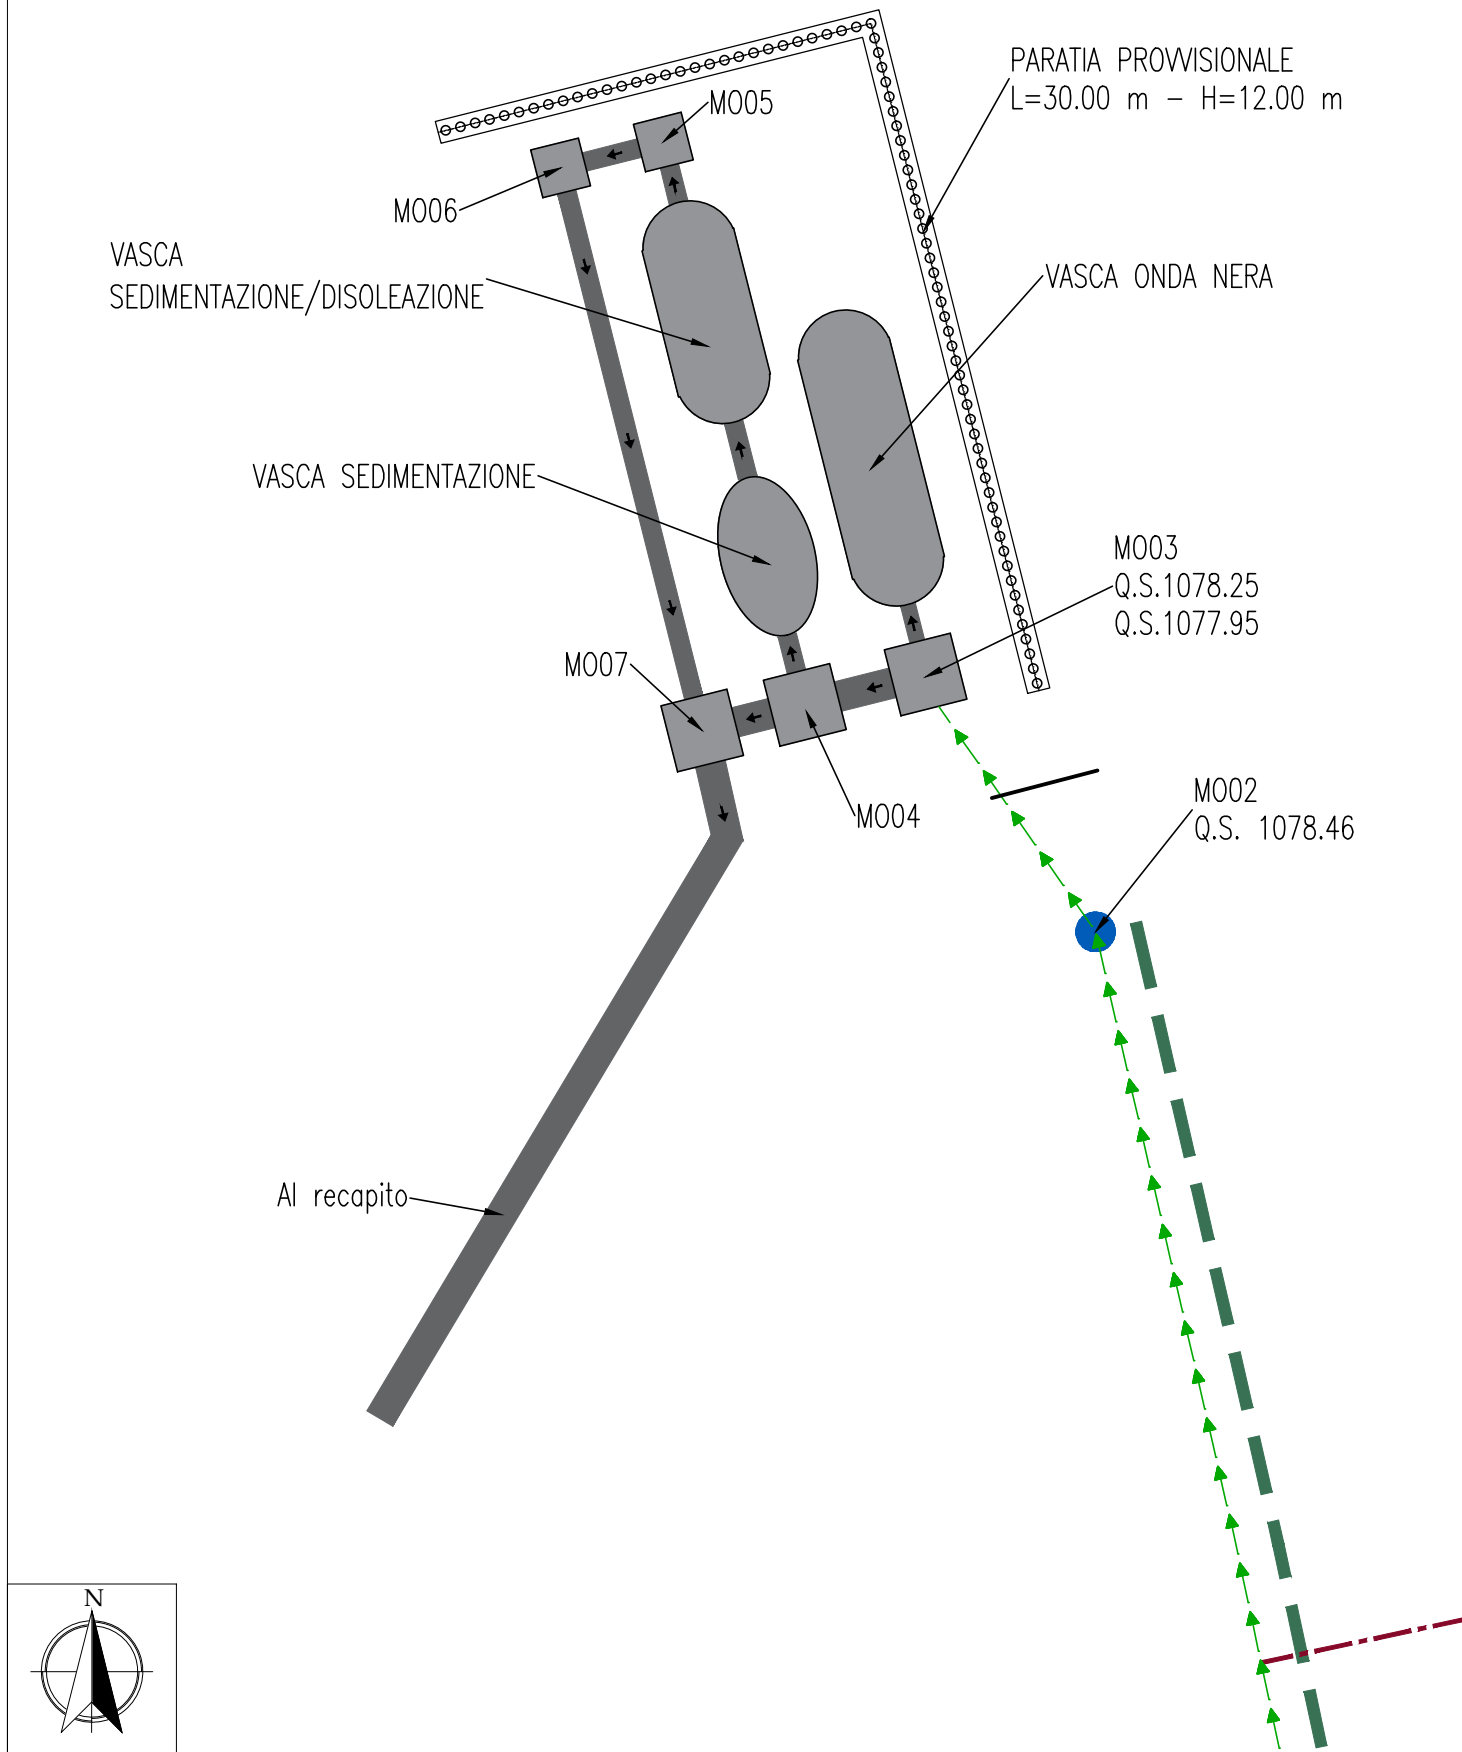 PARATIA PROVVISIONALE
L=30.00 m - H=12.00 m
M005
M006
VASCA
SEDIMENTAZIONE/DISOLEAZIONE
VASCA ONDA NERA
VASCA SEDIMENTAZIONE
M003
Q.S.1078.25
Q.S.1077.95
M007
M002
Q.S. 1078.46
M004
Al recapito
N